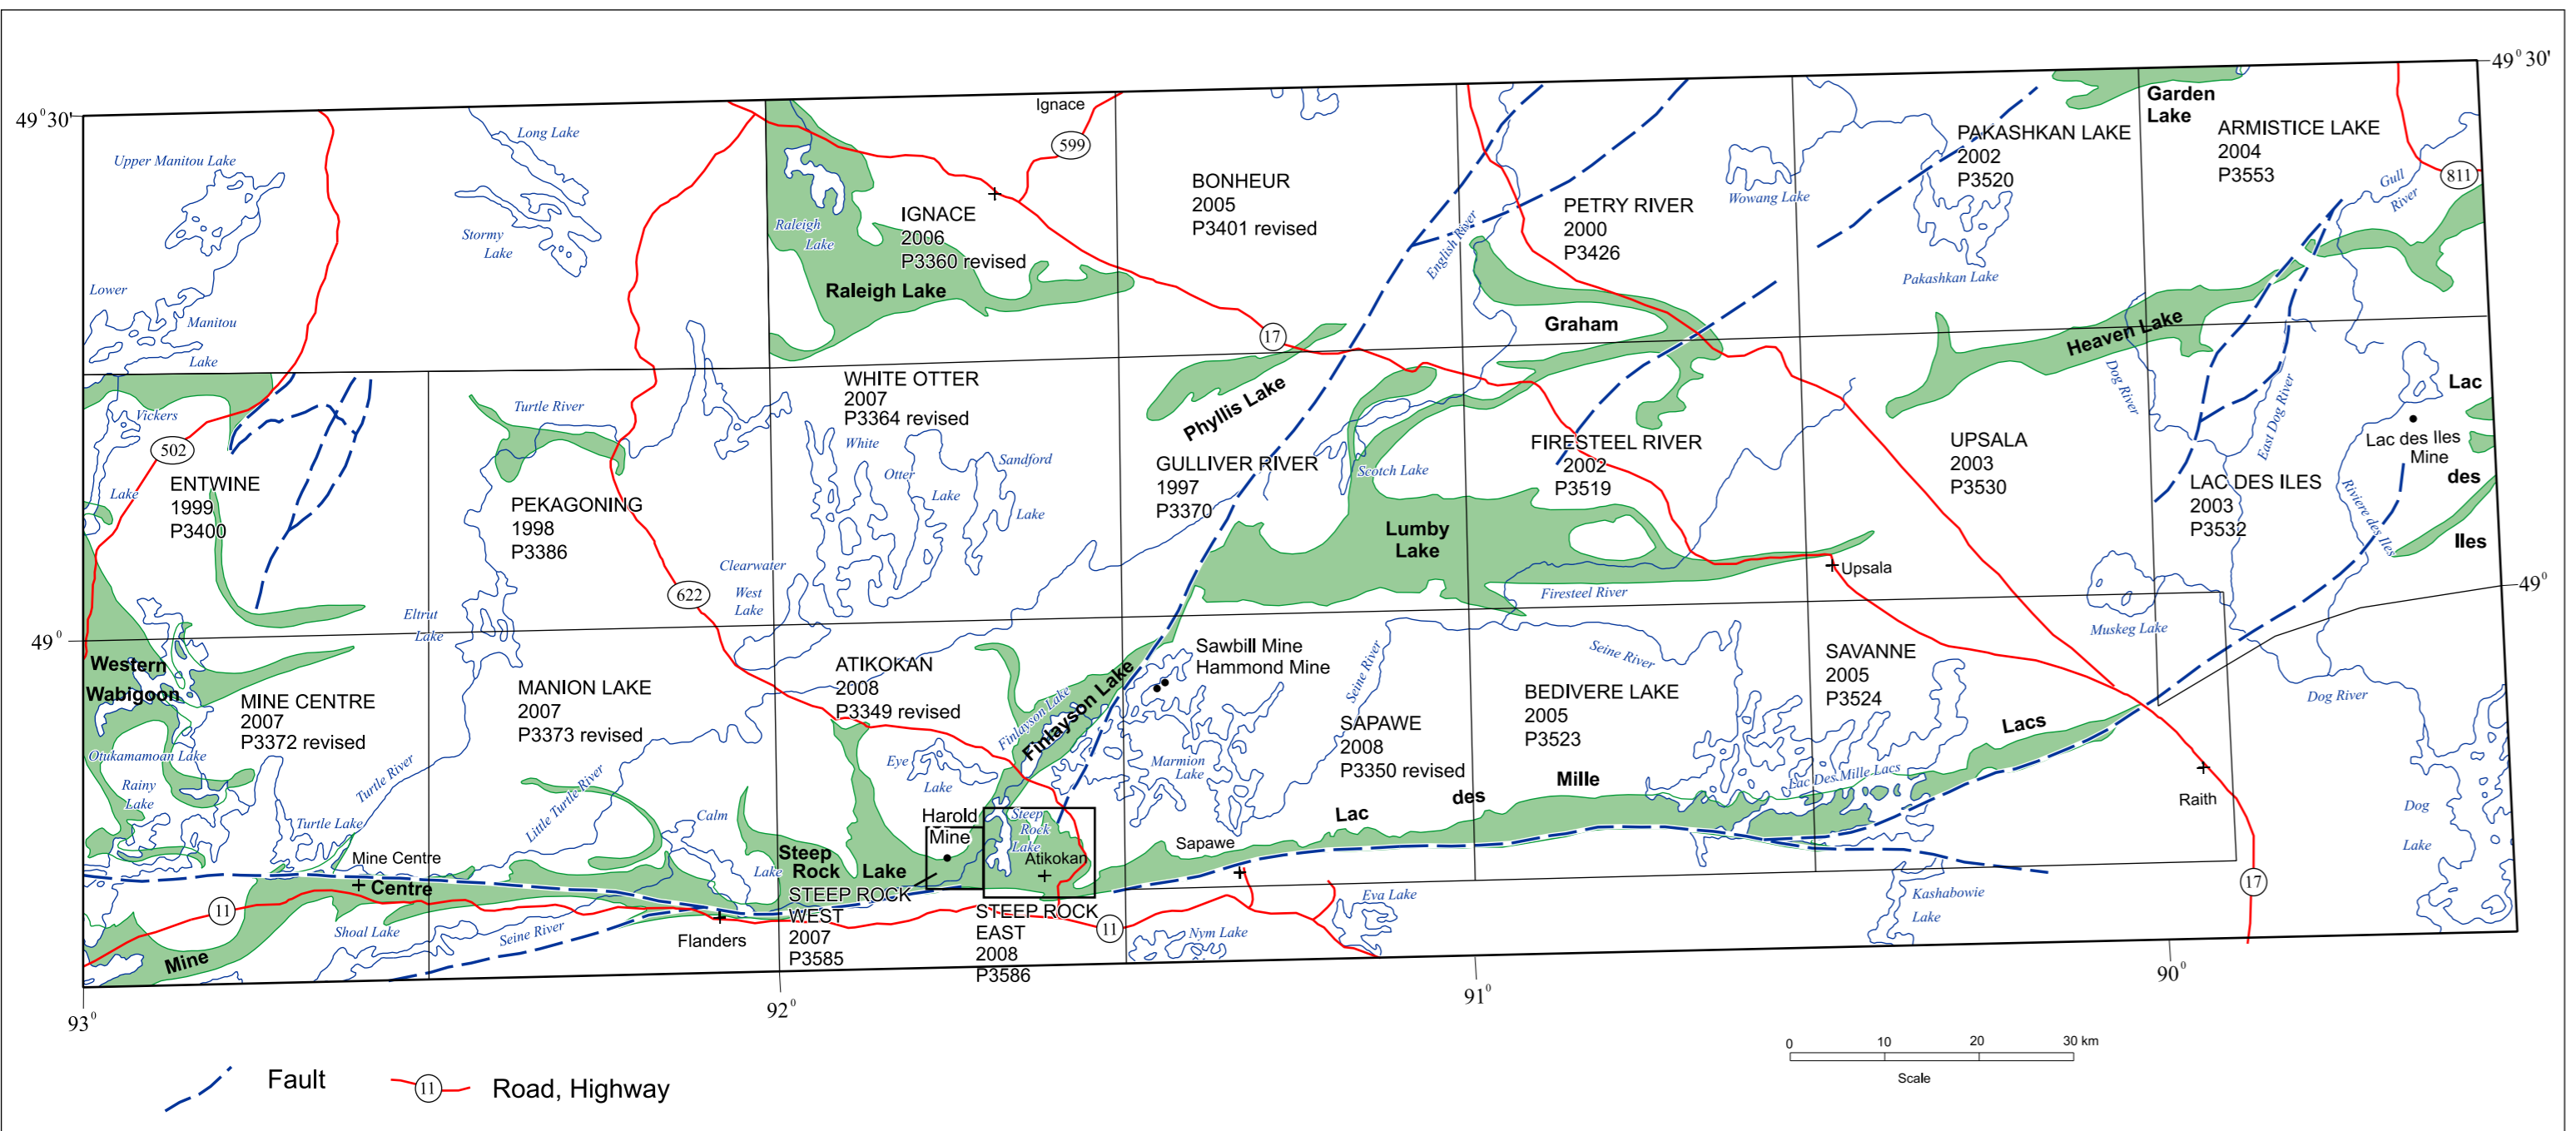 49° 30'
49° 30'
Ignace
599
Garden
Lake
ARMISTICE LAKE
2004
P3553
811
PAKASHKAN LAKE
2002
P3520
Long Lake
Upper Manitou Lake
BONHEUR
2005
P3401 revised
PETRY RIVER
2000
P3426
Wowang Lake
Gull
River
IGNACE
2006
P3360 revised
Raleigh
Lake
Stormy
Lake
English River
Pakashkan Lake
Raleigh Lake
Lower
Manitou
Lake
Graham
17
Heaven Lake
Dog River
East Dog River
WHITE OTTER
2007
P3364 revised
Phyllis Lake
Lac
des
Iles
Lac des Iles
Mine
Vickers
Lake
502
Turtle River
White
Otter
Lake
Sandford
Lake
GULLIVER RIVER
1997
P3370
Scotch Lake
FIRESTEEL RIVER
2002
P3519
UPSALA
2003
P3530
LAC DES ILES
2003
P3532
Riviere des Iles
ENTWINE
1999
P3400
PEKAGONING
1998
P3386
Lumby
Lake
Clearwater
West
Lake
622
Upsala
Firesteel River
49°
49°
Eltrut
Lake
Muskeg Lake
Western
Wabigoon
MINE CENTRE
2007
P3372 revised
MANION LAKE
2007
P3373 revised
ATIKOKAN
2008
P3349 revised
Finlayson Lake
Finlayson Lake
Sawbill Mine
Hammond Mine
Seine River
Seine River
SAPAWE
2008
P3350 revised
BEDIVERE LAKE
2005
P3523
SAVANNE
2005
P3524
Dog River
Lacs
Otukamamoan Lake
Rainy
Lake
Turtle River
Little Turtle River
Eye
Lake
Marmion
Lake
Mille
des
Lac
Lac Des Mille Lacs
Raith
Dog
Lake
Turtle Lake
Calm
Lake
Harold
Mine
Steep
Rock
Lake
Sapawe
Mine Centre
Centre
Steep
Rock Lake
Atikokan
STEEP ROCK
WEST
2007
P3585
STEEP ROCK
EAST
2008
P3586
11
Shoal Lake
Seine River
Flanders
11
Nym Lake
Eva Lake
Kashabowie
Lake
17
Mine
93°
92°
91°
90°
0 10 20 30 km
Scale
Fault
11
Road, Highway